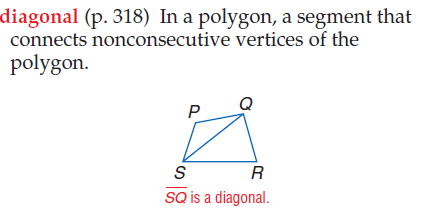 diagonal (p. 318) In a polygon, a segment that
connects nonconsecutive vertices of the
polygon.
P Q
S R
SQ is a diagonal.